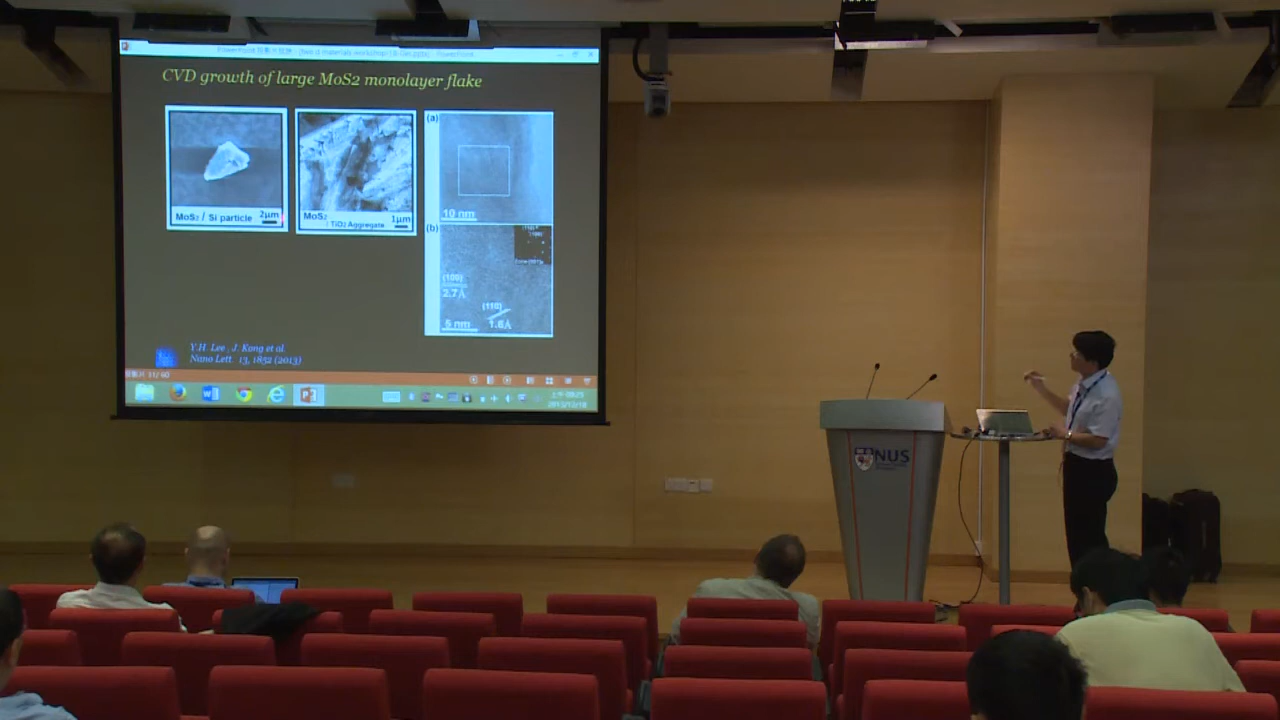 CVD growth of large MoS2 monolayer flake
MoS2 / Si particle
2μm
MoS2
/ TiO2 Aggregate
1μm
(a)
10 nm
(b)
(100)
2.7Å
(110)
5 nm
1.6Å
Y.H. Lee , J. Kong et al.
Nano Lett. 13, 1852 (2013)
NUS